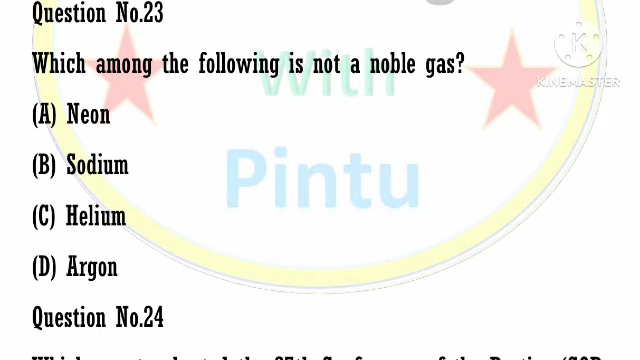 Question No.23
Which among the following is not a noble gas?
(A) Neon
(B) Sodium
(C) Helium
(D) Argon
Question No.24
With
Pintu
KINEMASTER